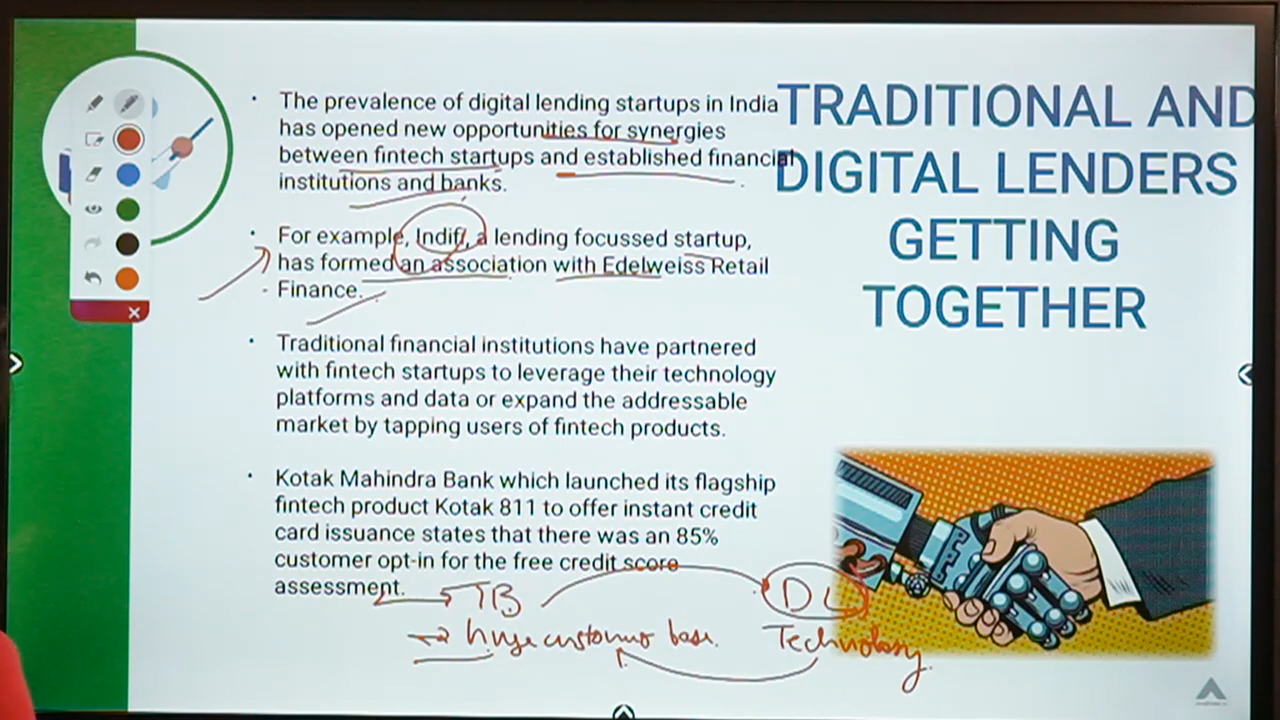 TRADITIONAL AND
DIGITAL LENDERS
GETTING
TOGETHER
• The prevalence of digital lending startups in India
has opened new opportunities for synergies
between fintech startups and established financial
institutions and banks.
• For example, Indifi, a lending focussed startup,
has formed an association with Edelweiss Retail
Finance.
• Traditional financial institutions have partnered
with fintech startups to leverage their technology
platforms and data or expand the addressable
market by tapping users of fintech products.
• Kotak Mahindra Bank which launched its flagship
fintech product Kotak 811 to offer instant credit
card issuance states that there was an 85%
customer opt-in for the free credit score
assessment.
TB
DL
huge customer base.
Technology.